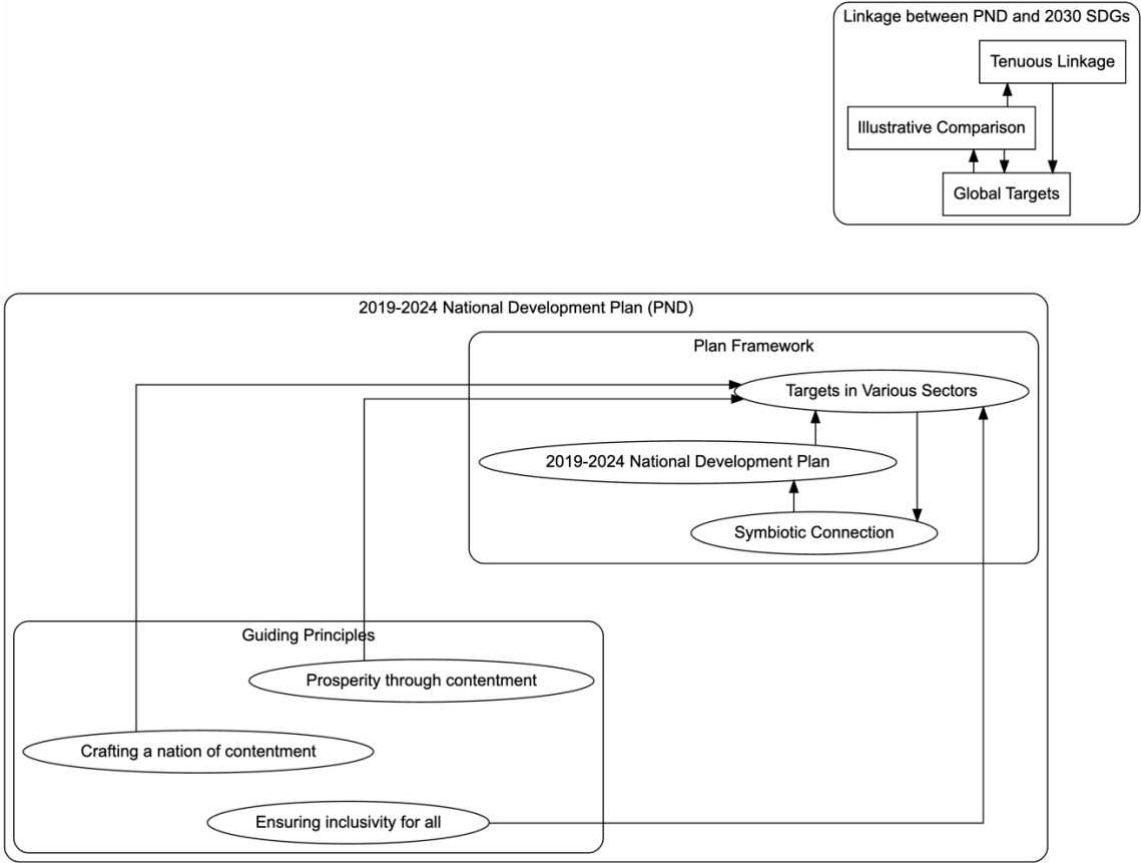 Linkage between PND and 2030 SDGs
Tenuous Linkage
Illustrative Comparison
Global Targets
2019-2024 National Development Plan (PND)
Plan Framework
Targets in Various Sectors
2019-2024 National Development Plan
Symbiotic Connection
Guiding Principles
Prosperity through contentment
Crafting a nation of contentment
Ensuring inclusivity for all